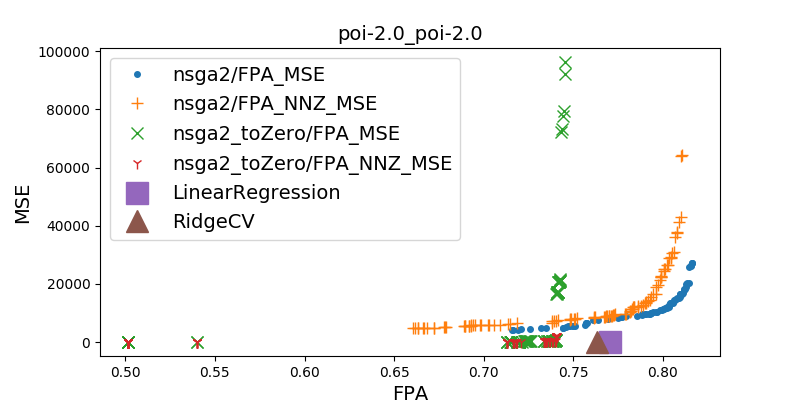 poi-2.0_poi-2.0
100000
80000
60000
40000
20000
0
MSE
nsga2/FPA_MSE
nsga2/FPA_NNZ_MSE
nsga2_toZero/FPA_MSE
nsga2_toZero/FPA_NNZ_MSE
LinearRegression
RidgeCV
0.50 0.55 0.60 0.65 0.70 0.75 0.80
FPA